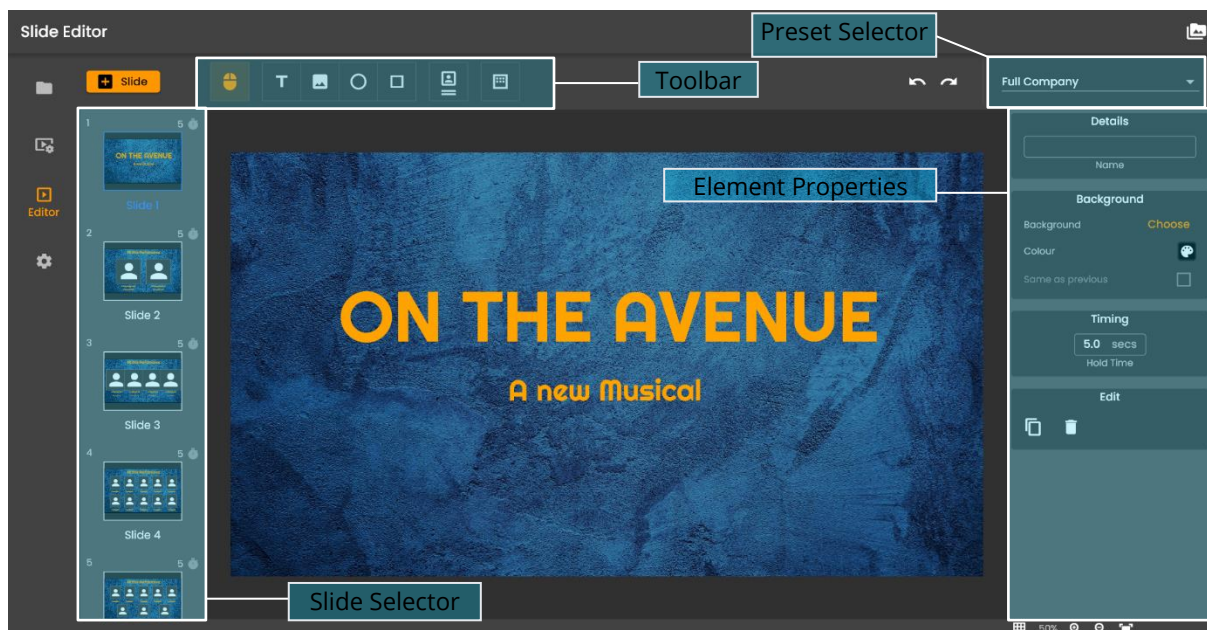 Slide Editor
Preset Selector
Slide
T
Toolbar
Full Company
1 5
ON THE AVENUE
Slide 1
Editor
2 5
Slide 2
3 5
Slide 3
4 5
Slide 4
5 5
ON THE AVENUE
A new Musical
Element Properties
Slide Selector
Details
Name
Background
Background Choose
Colour
Same as previous
Timing
5.0 secs
Hold Time
Edit
50%